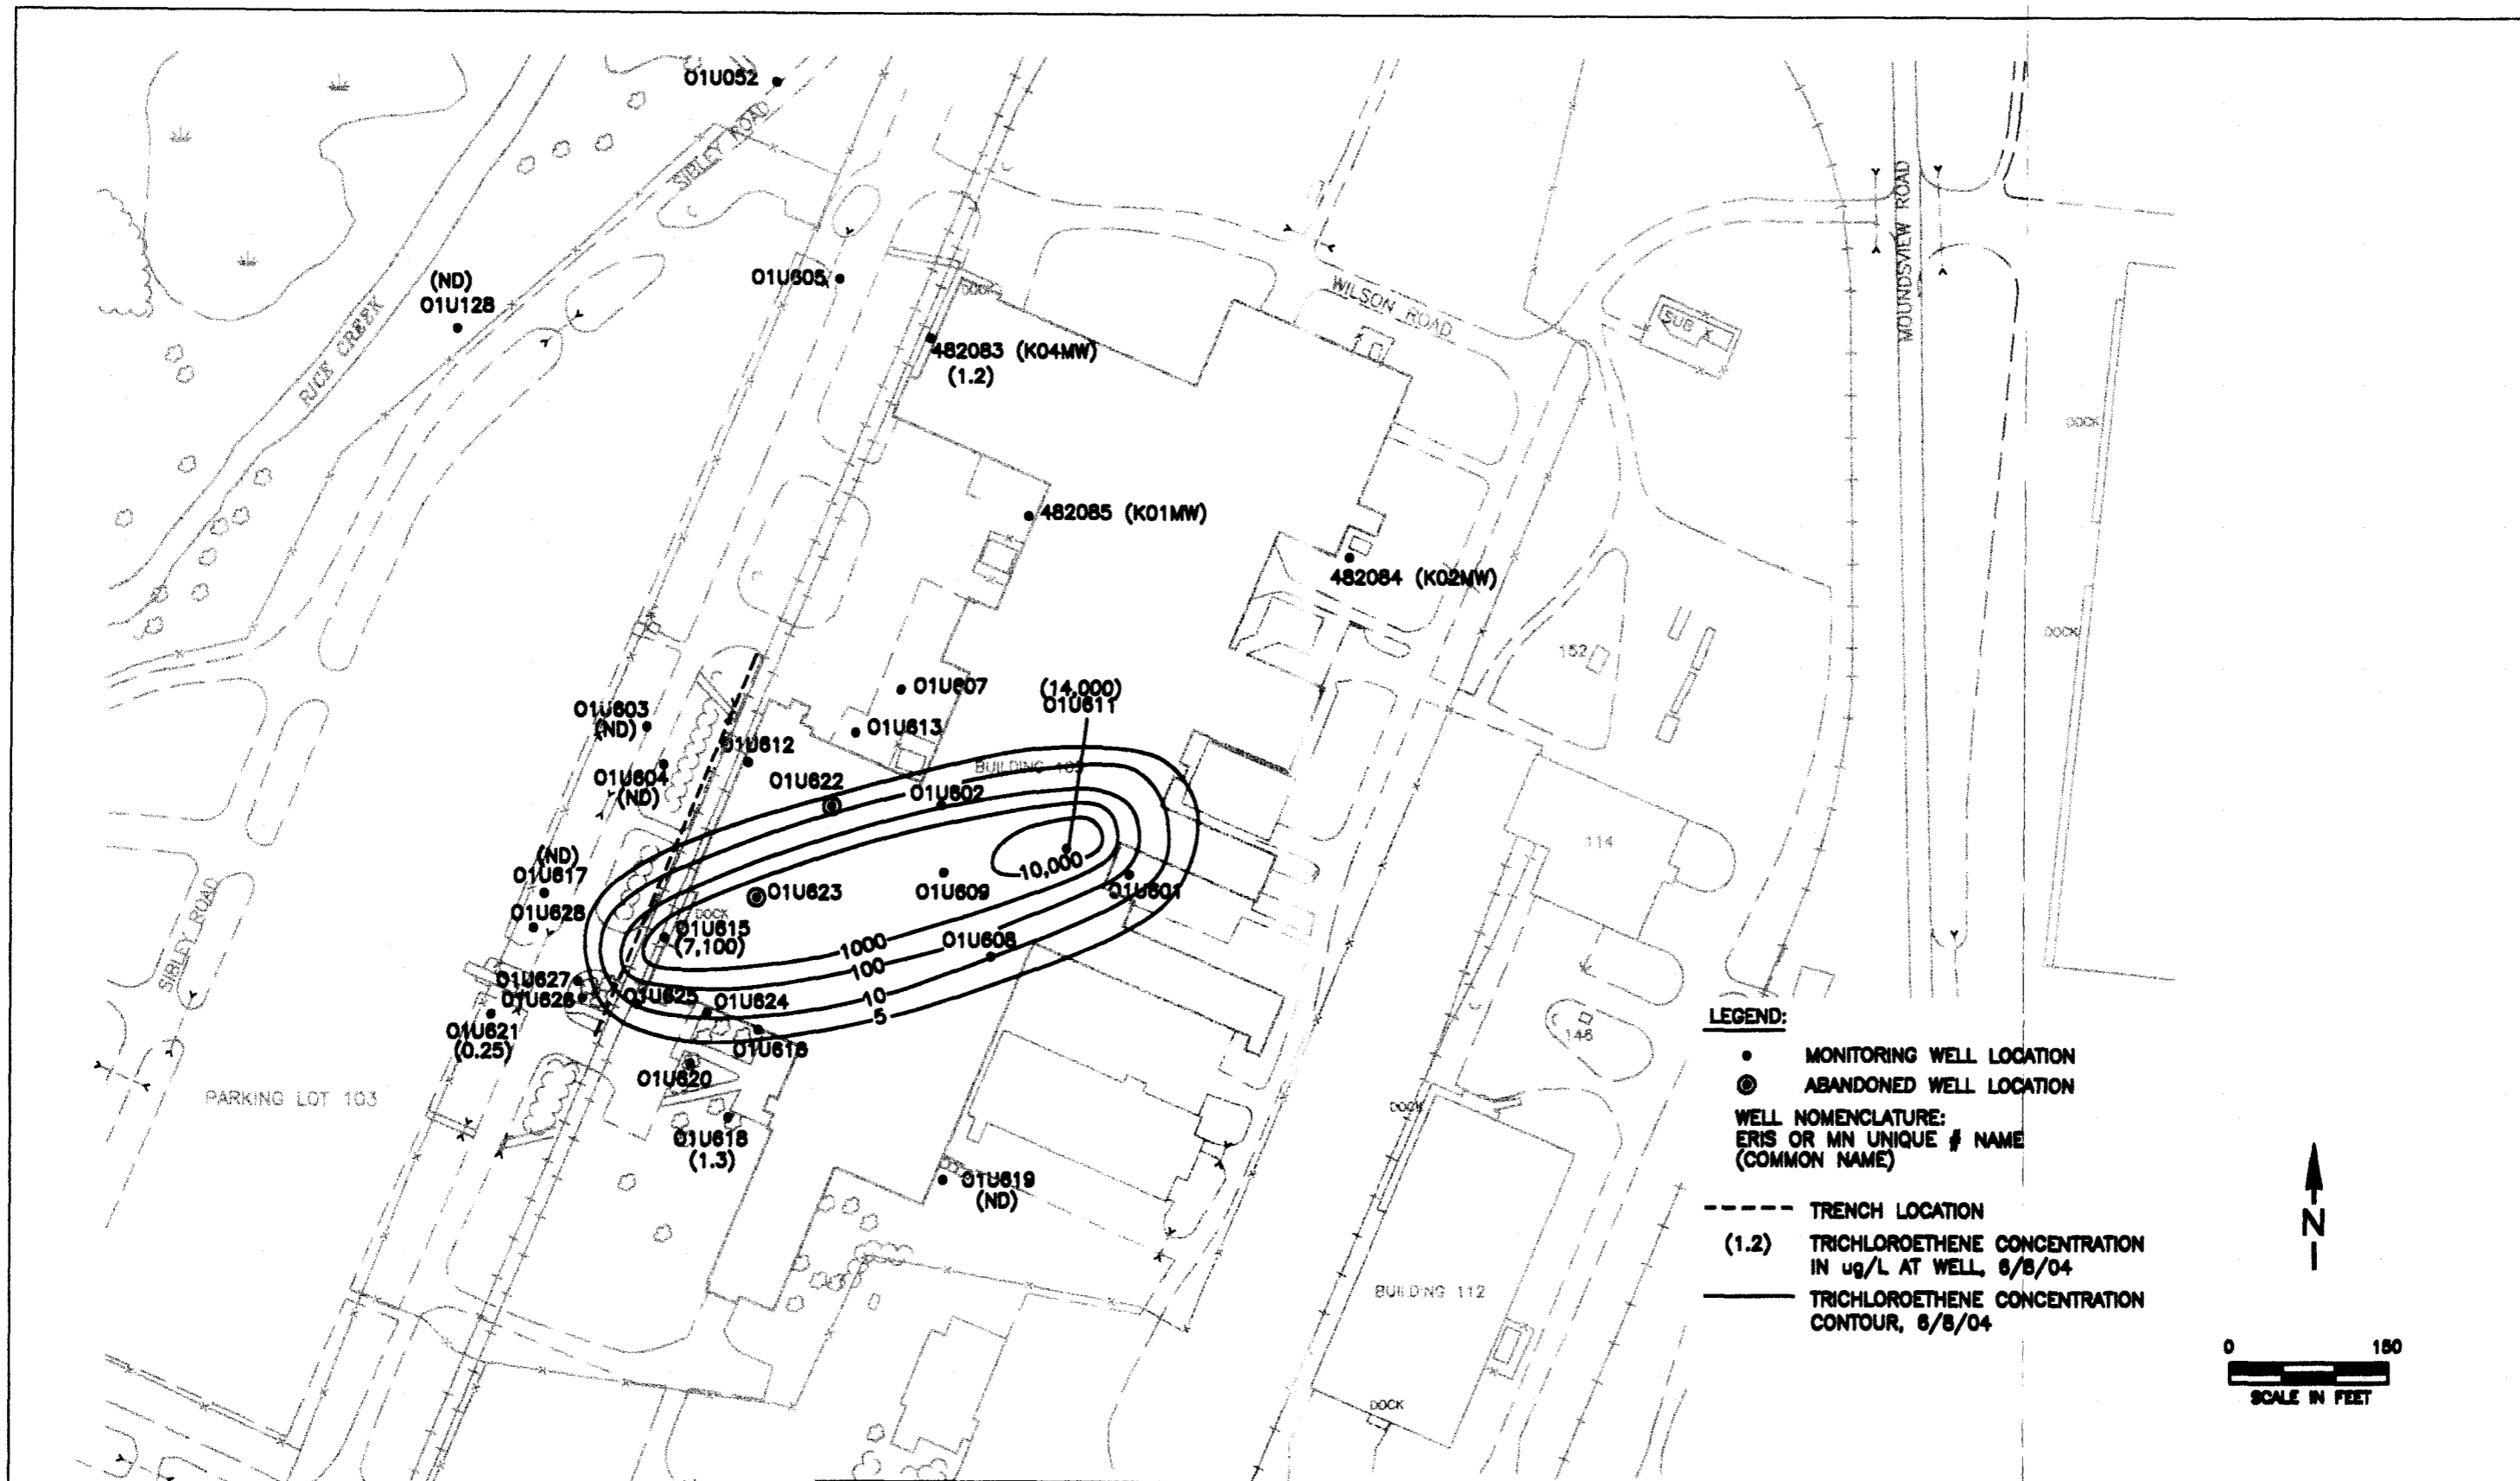 01U052
SIBLEY ROAD
MOUNDSVIEW ROAD
(ND)
01U128
01U605
DOCK
WILSON ROAD
SUB
RICE CREEK
482083 (K04MW)
(1.2)
DOCK
482085 (K01MW)
482084 (K02MW)
DOCK
152
01U607
(14,000)
01U611
01U603
(ND)
01U613
01U612
BUILDING 103
01U604
(ND)
01U622
01U602
114
(ND)
01U617
10,000
01U601
01U623
01U609
01U628
DOCK
01U615
(7,100)
1000
01U608
SIBLEY ROAD
100
01U627
01U626
01U625
01U624
10
5
01U621
(0.25)
01U616
146
01U620
PARKING LOT 103
DOCK
01U618
(1.3)
01U619
(ND)
BUILDING 112
DOCK
LEGEND:
MONITORING WELL LOCATION
ABANDONED WELL LOCATION
WELL NOMENCLATURE:
ERIS OR MN UNIQUE # NAME
(COMMON NAME)
TRENCH LOCATION
(1.2) TRICHLOROETHENE CONCENTRATION
IN ug/L AT WELL, 6/8/04
TRICHLOROETHENE CONCENTRATION
CONTOUR, 6/8/04
N
0 150
SCALE IN FEET